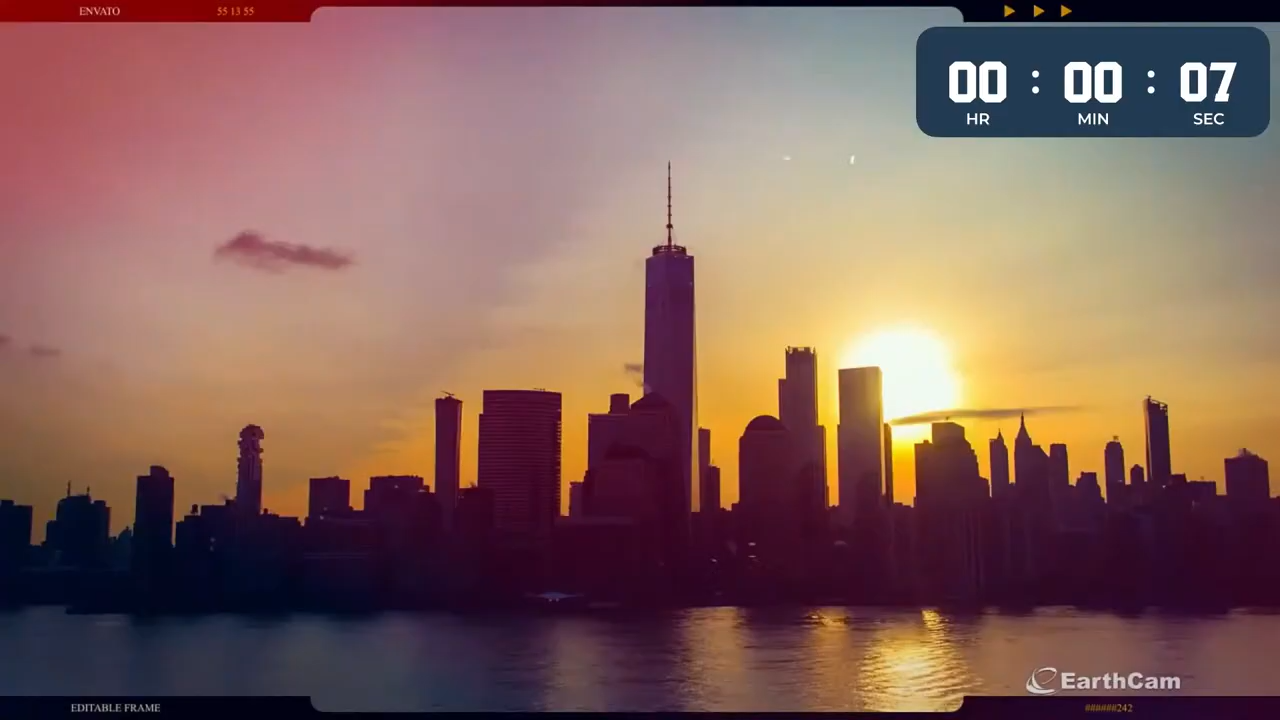 ENVATO
55 13 55
00 : 00 : 07
HR MIN SEC
EarthCam
EDITABLE FRAME
######242